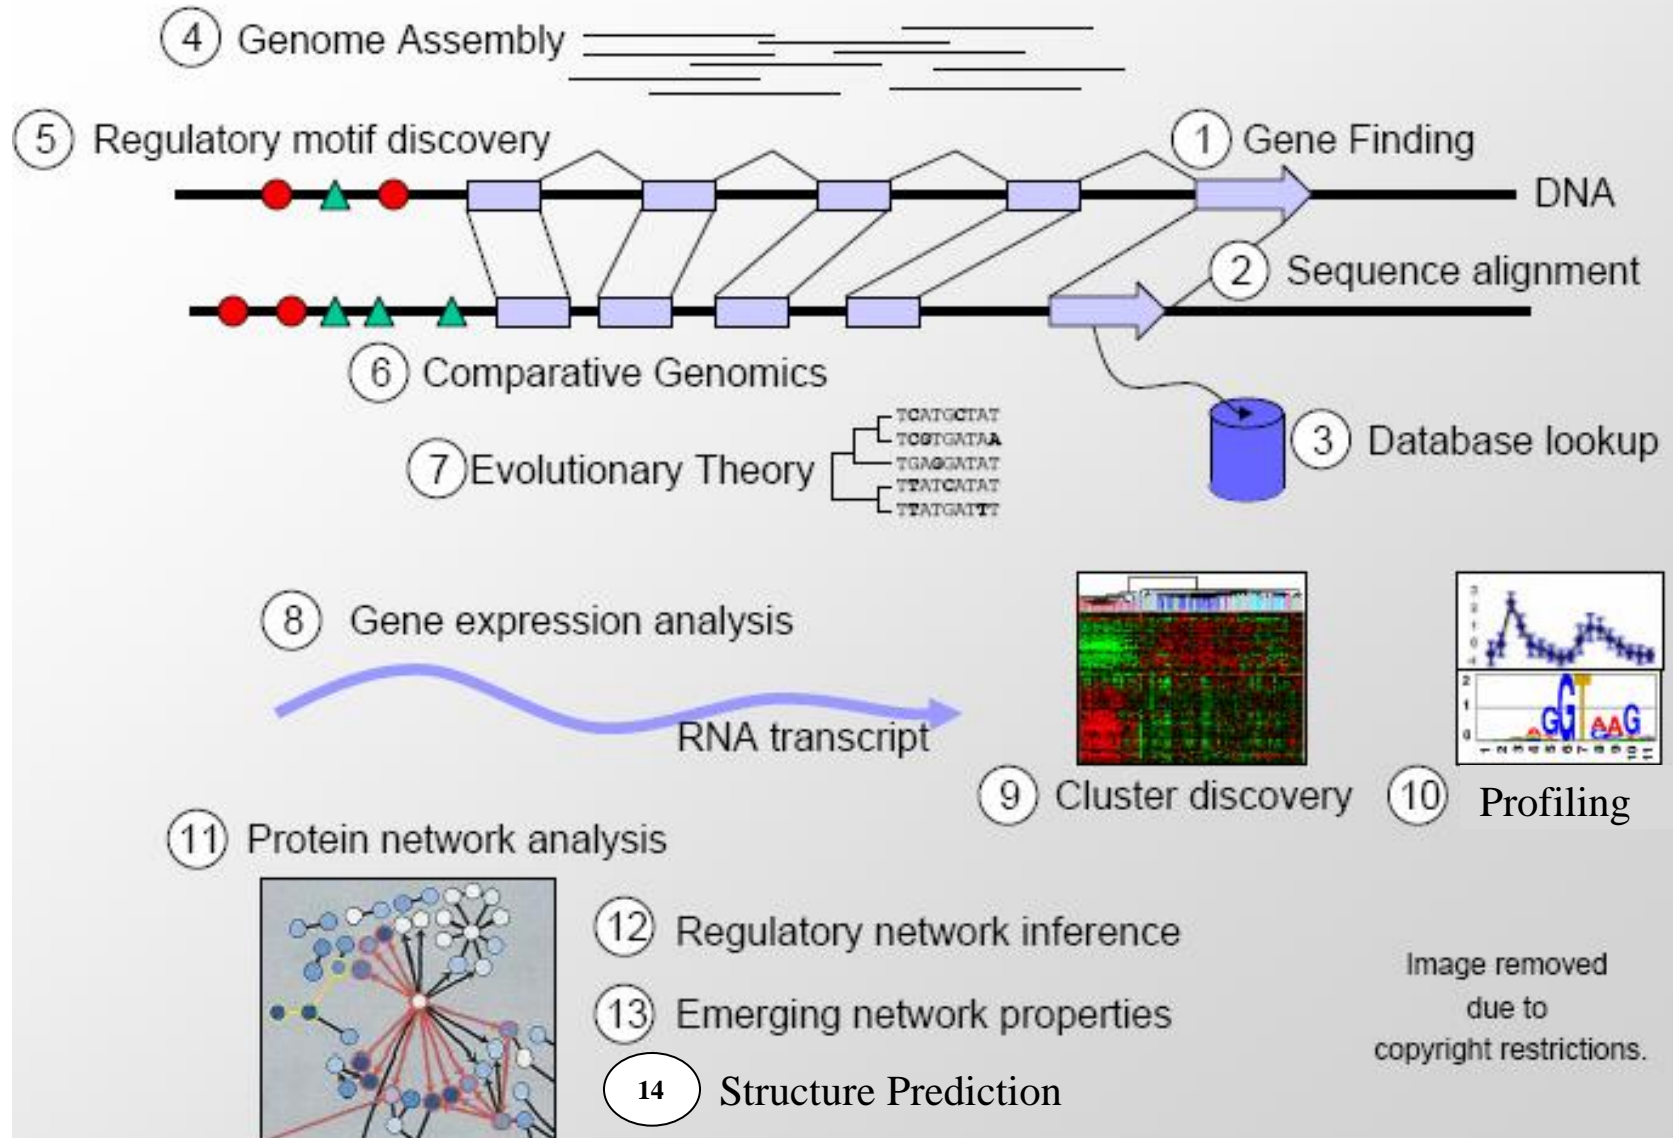 4 Genome Assembly
5 Regulatory motif discovery
1 Gene Finding
DNA
2 Sequence alignment
6 Comparative Genomics
3 Database lookup
7 Evolutionary Theory
TCATGCTAT
TCGTGATAA
TGAGGATAT
TTATCATAT
TTATGATTT
8 Gene expression analysis
RNA transcript
9 Cluster discovery
10 Profiling
11 Protein network analysis
12 Regulatory network inference
13 Emerging network properties
14 Structure Prediction
Image removed
due to
copyright restrictions.